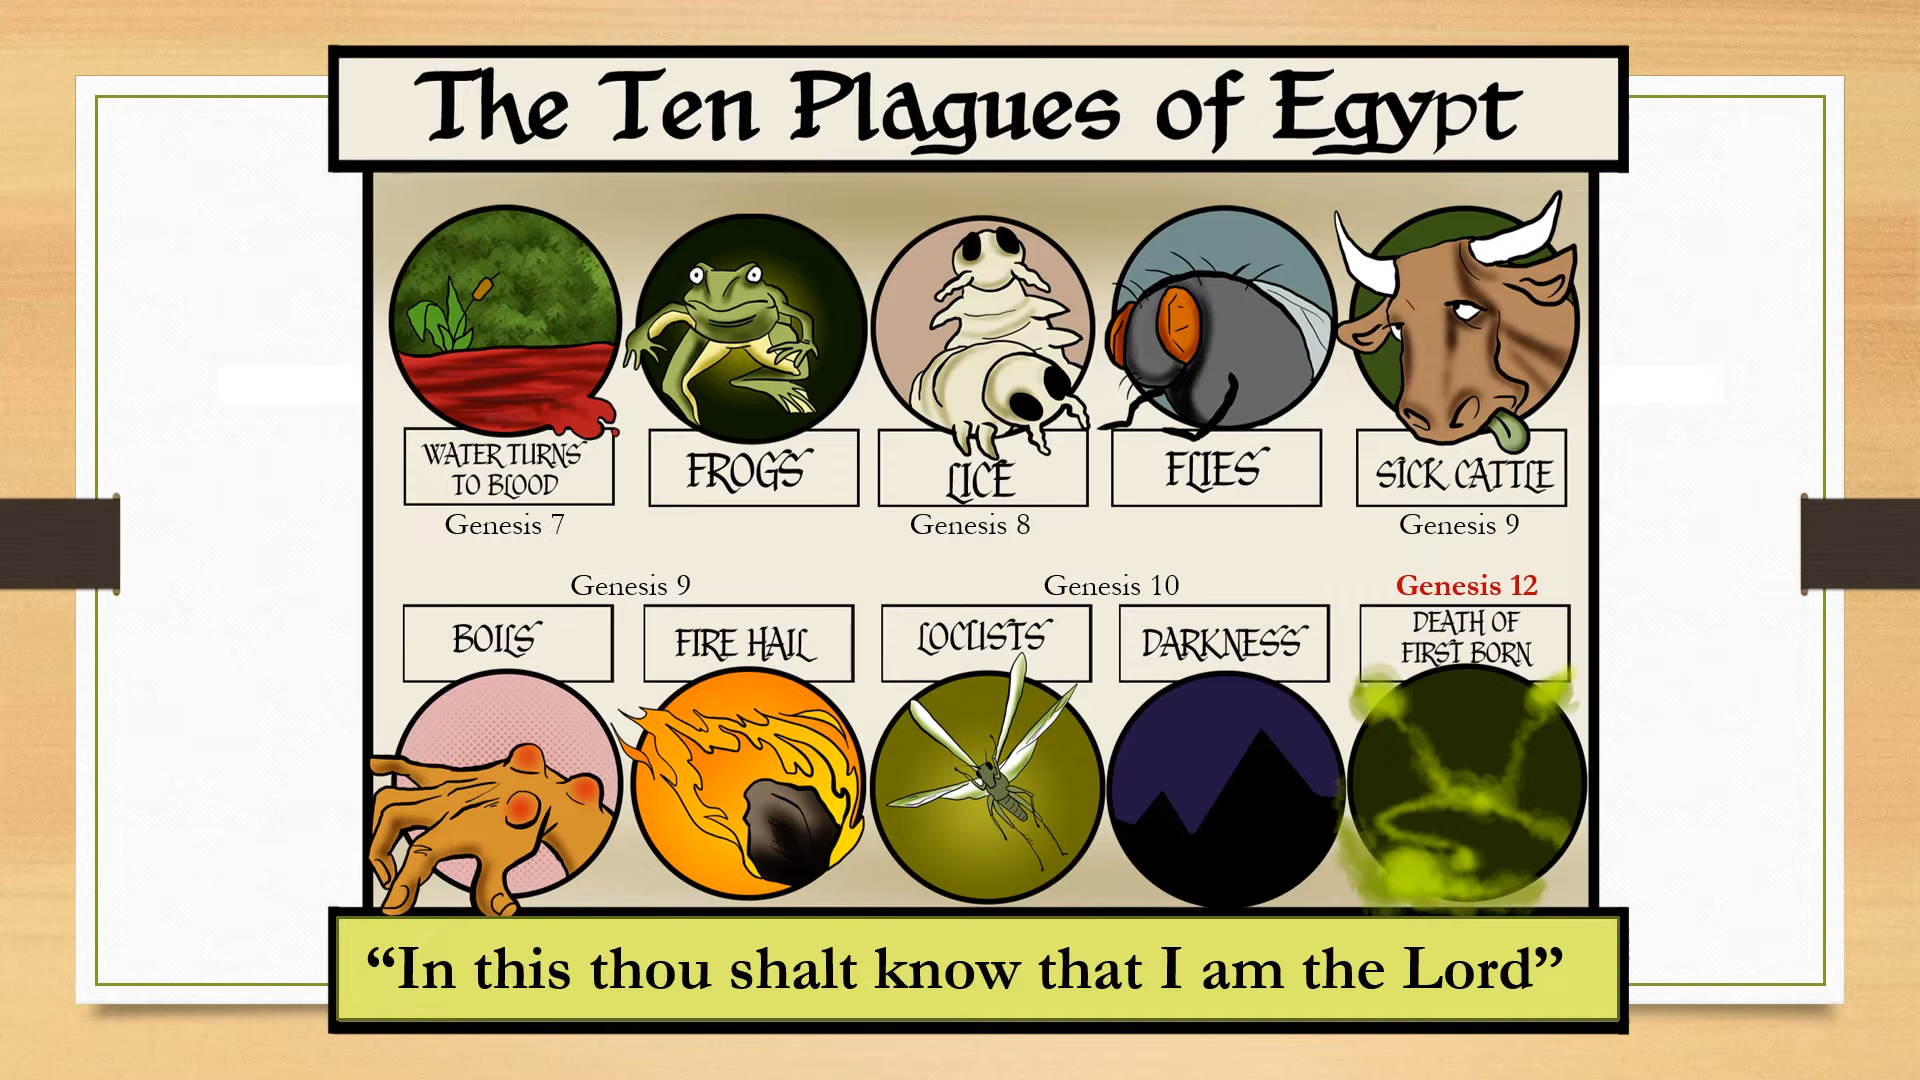 The Ten Plagues of Egypt
WATER TURNS
TO BLOOD
FROGS
LICE
FLIES
SICK CATTLE
Genesis 7
Genesis 8
Genesis 9
Genesis 9
Genesis 10
Genesis 12
BOILS
FIRE HAIL
LOCUSTS
DARKNESS
DEATH OF
FIRST BORN
“In this thou shalt know that I am the Lord”